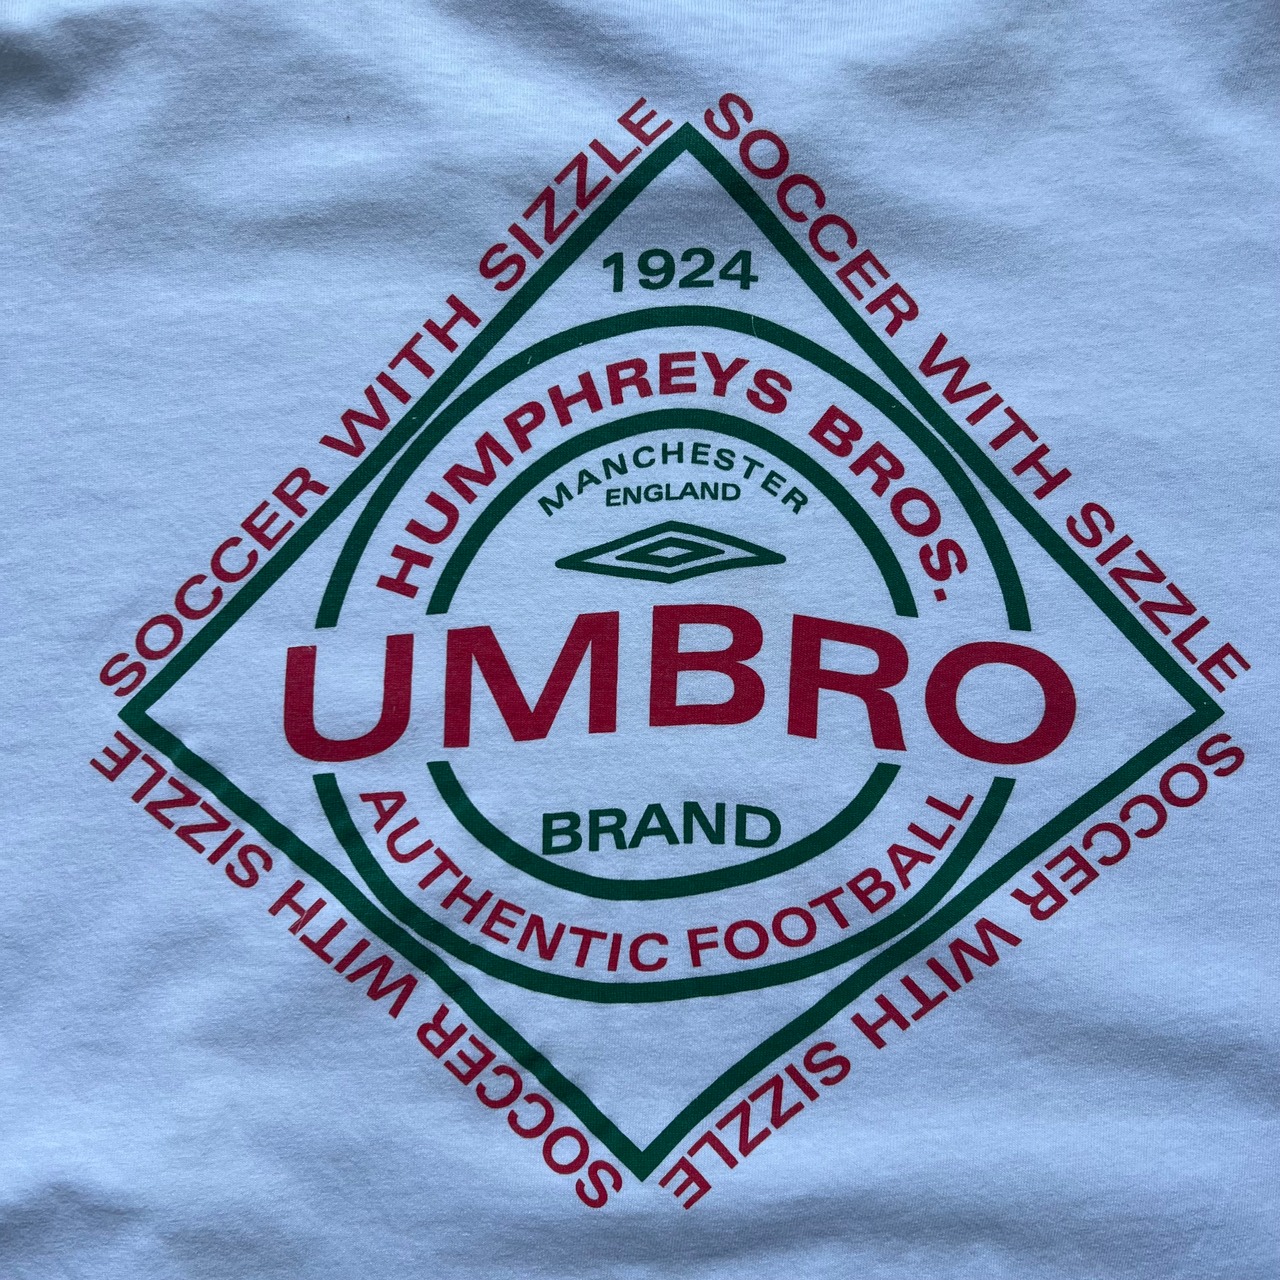 SOCCER WITH SIZZLE
SOCCER WITH SIZZLE
1924
HUMPHREYS BROS.
MANCHESTER
ENGLAND
UMBRO
BRAND
AUTHENTIC FOOTBALL
SOCCER WITH SIZZLE
SOCCER WITH SIZZLE